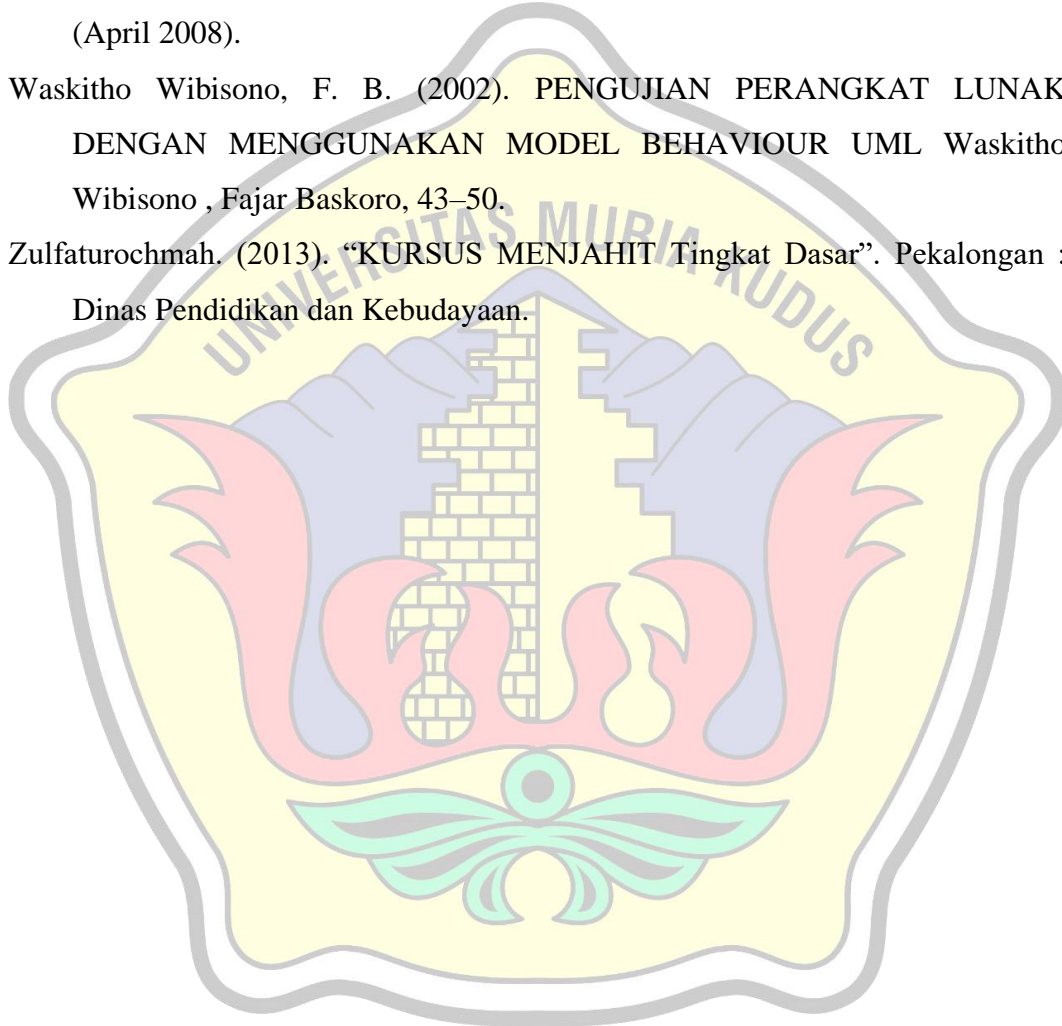 (April 2008).
Waskitho Wibisono, F. B. (2002). PENGUJIAN PERANGKAT LUNAK
DENGAN MENGGUNAKAN MODEL BEHAVIOUR UML Waskitho
Wibisono , Fajar Baskoro, 43–50.
Zulfaturochmah. (2013). “KURSUS MENJAHIT Tingkat Dasar”. Pekalongan :
Dinas Pendidikan dan Kebudayaan.
UNIVERSITAS MURIA KUDUS